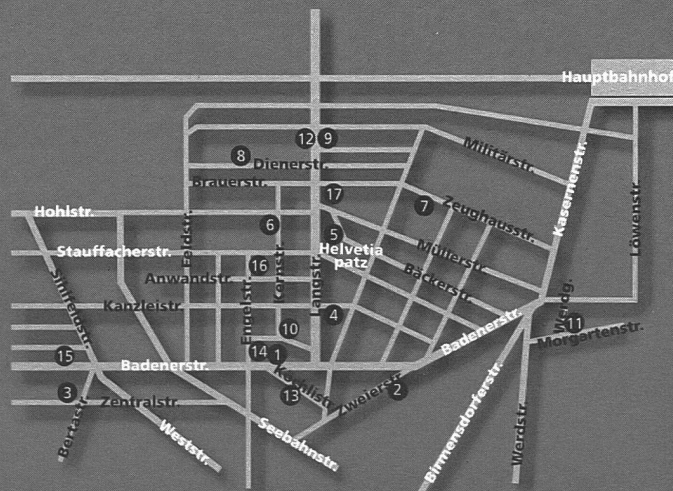 Hauptbahnhof
12
9
Militärstr.
8
Dienerstr.
Brauerstr.
Kasernenstr.
17
7
Zeughausstr.
Löwenstr.
Hohlstr.
6
5
Feldstr.
Stauffacherstr.
Helvetia
patz
Müllerstr.
16
Kernstr.
Langstr.
Bäckerstr.
Anwandstr.
Engelstr.
Kanzleistr.
4
Werdg.
10
11
Badenerstr.
Morgartenstr.
15
Badenerstr.
14
1
Kochlistr.
3
13
2
Zweierstr.
Zentralstr.
Bertastr.
Weststr.
Seebahnstr.
Birmensdorferstr.
Werdstr.